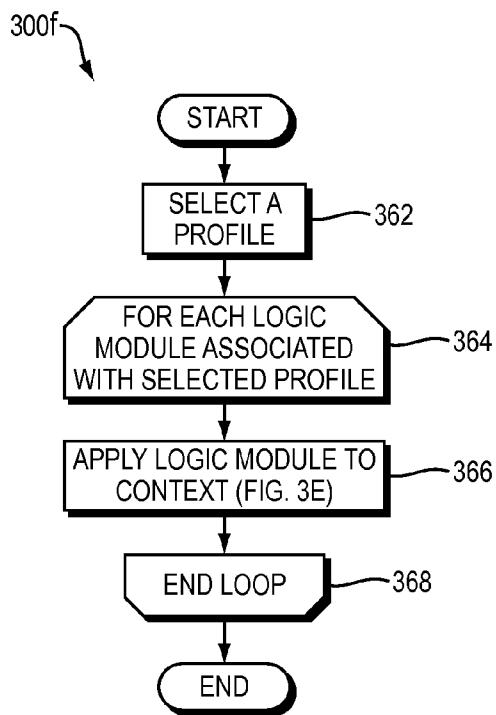 300f
START
SELECT A
PROFILE
362
FOR EACH LOGIC
MODULE ASSOCIATED
WITH SELECTED PROFILE
364
APPLY LOGIC MODULE TO
CONTEXT (FIG. 3E)
366
END LOOP
368
END